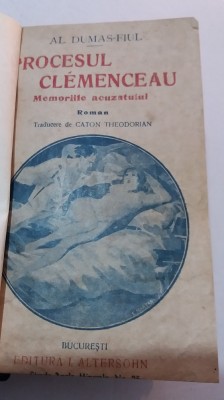 AL. DUMAS-FIUL
PROCESUL
CLÉMENCEAU
Memoriile acuzatului
Roman
Traducere de CATON THEODORIAN
BUCUREȘTI
EDITURA I. ALTERSOHN